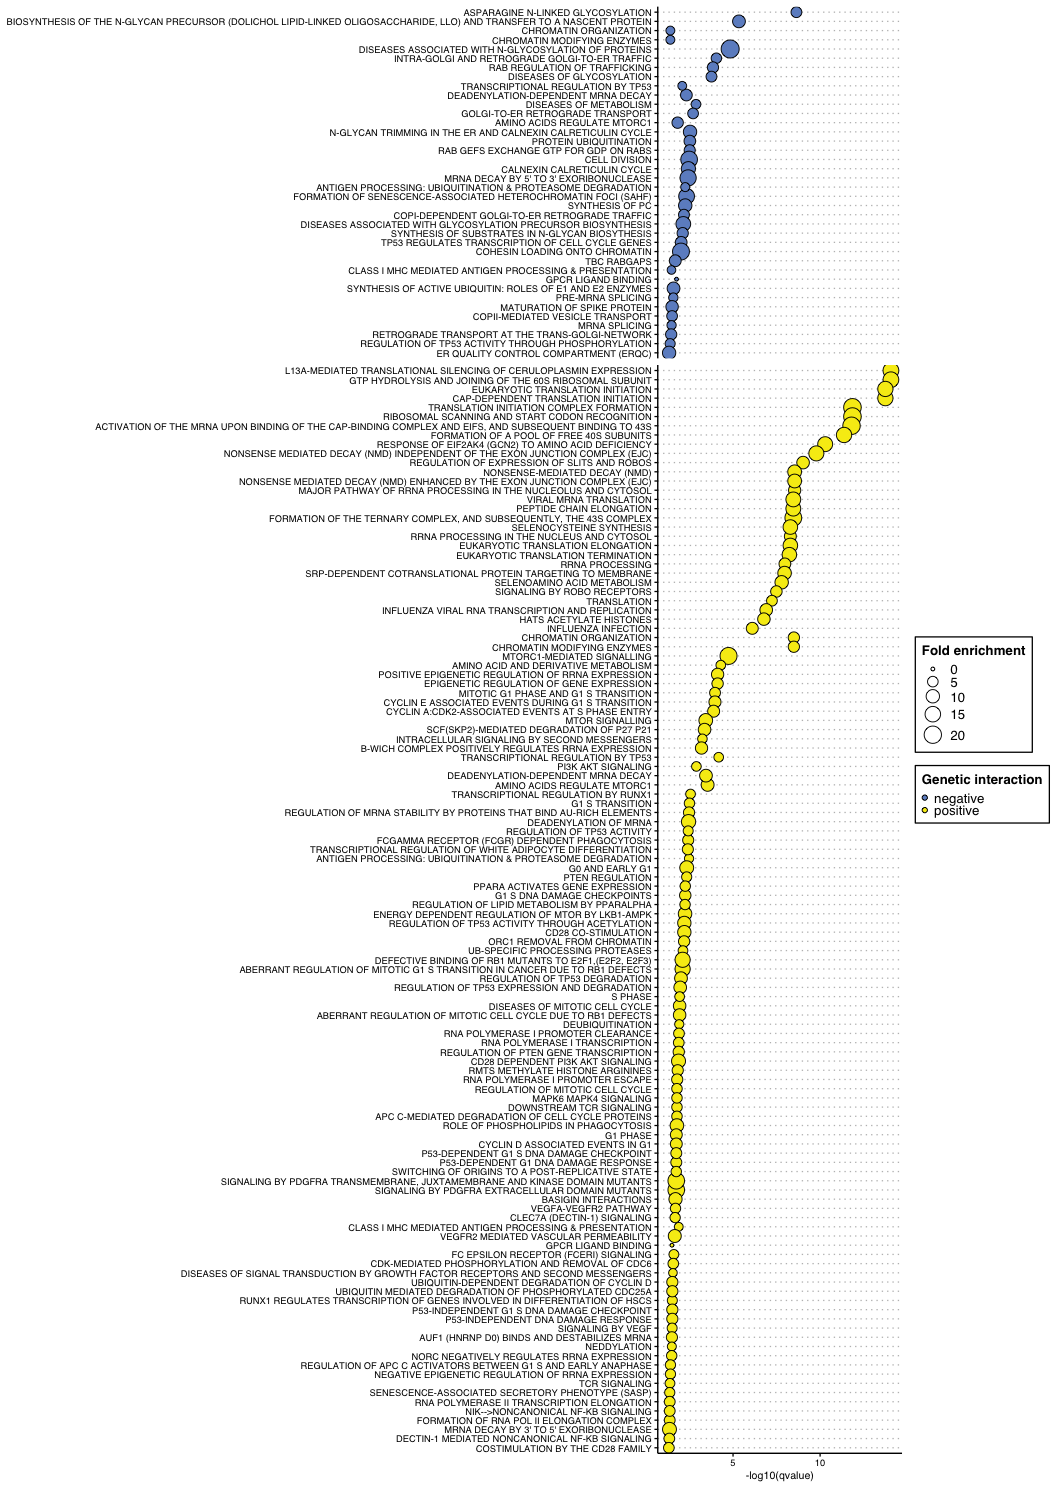 ASPARAGINE N-LINKED GLYCOSYLATION
BIOSYNTHESIS OF THE N-GLYCAN PRECURSOR (DOLICHOL LIPID-LINKED OLIGOSACCHARIDE, LLO) AND TRANSFER TO A NASCENT PROTEIN
CHROMATIN ORGANIZATION
CHROMATIN MODIFYING ENZYMES
DISEASES ASSOCIATED WITH N-GLYCOSYLATION OF PROTEINS
INTRA-GOLGI AND RETROGRADE GOLGI-TO-ER TRAFFIC
RAB REGULATION OF TRAFFICKING
DISEASES OF GLYCOSYLATION
TRANSCRIPTIONAL REGULATION BY TP53
DEADENYLATION-DEPENDENT MRNA DECAY
DISEASES OF METABOLISM
GOLGI-TO-ER RETROGRADE TRANSPORT
AMINO ACIDS REGULATE MTORC1
N-GLYCAN TRIMMING IN THE ER AND CALNEXIN CALRETICULIN CYCLE
PROTEIN UBIQUITINATION
RAB GEFS EXCHANGE GTP FOR GDP ON RABS
CELL DIVISION
CALNEXIN CALRETICULIN CYCLE
MRNA DECAY BY 5' TO 3' EXORIBONUCLEASE
ANTIGEN PROCESSING: UBIQUITINATION & PROTEASOME DEGRADATION
FORMATION OF SENESCENCE-ASSOCIATED HETEROCHROMATIN FOCI (SAHF)
SYNTHESIS OF PC
COPI-DEPENDENT GOLGI-TO-ER RETROGRADE TRAFFIC
DISEASES ASSOCIATED WITH GLYCOSYLATION PRECURSOR BIOSYNTHESIS
SYNTHESIS OF SUBSTRATES IN N-GLYCAN BIOYTHESIS
TP53 REGULATES TRANSCRIPTION OF CELL CYCLE GENES
COHESIN LOADING ONTO CHROMATIN
TBC RABGAPS
CLASS I MHC MEDIATED ANTIGEN PROCESSING & PRESENTATION
GPCR LIGAND BINDING
SYNTHESIS OF ACTIVE UBIQUITIN: ROLES OF E1 AND E2 ENZYMES
PRE-MRNA SPLICING
MATURATION OF SPIKE PROTEIN
COPII-MEDIATED VESICLE TRANSPORT
MRNA SPLICING
RETROGRADE TRANSPORT AT THE TRANS-GOLGI-NETWORK
REGULATION OF TP53 ACTIVITY THROUGH PHOSPHORYLATION
ER QUALITY CONTROL COMPARTMENT (ERQC)
L13A-MEDIATED TRANSLATIONAL SILENCING OF CERULOPLASMIN EXPRESSION
GTP HYDROLYSIS AND JOINING OF THE 60S RIBOSOMAL SUBUNIT
EUKARYOTIC TRANSLATION INITIATION
CAP-DEPENDENT TRANSLATION INITIATION
TRANSLATION INITIATION COMPLEX FORMATION
RIBOSOMAL SCANNING AND START CODON RECOGNITION
ACTIVATION OF THE MRNA UPON BINDING OF THE CAP-BINDING COMPLEX AND EIFS, AND SUBSEQUENT BINDING TO 43S
FORMATION OF A POOL OF FREE 40S SUBUNITS
RESPONSE OF EIF2AK4 (GCN2) TO AMINO ACID DEFICIENCY
NONSENSE MEDIATED DECAY (NMD) INDEPENDENT OF THE EXON JUNCTION COMPLEX (EJC)
REGULATION OF EXPRESSION OF SLITS AND ROBOS
NONSENSE-MEDIATED DECAY (NMD)
NONSENSE MEDIATED DECAY (NMD) ENHANCED BY THE EXON JUNCTION COMPLEX (EJC)
MAJOR PATHWAY OF RRNA PROCESSING IN THE NUCLEOLUS AND CYTOSOL
VIRAL MRNA TRANSLATION
PEPTIDE CHAIN ELONGATION
FORMATION OF THE TERNARY COMPLEX, AND SUBSEQUENTLY, THE 43S COMPLEX
SELENOCYSTEINE SYNTHESIS
RRNA PROCESSING IN THE NUCLEUS AND CYTOSOL
EUKARYOTIC TRANSLATION ELONGATION
EUKARYOTIC TRANSLATION TERMINATION
RRNA PROCESSING
SRP-DEPENDENT COTRANSLATIONAL PROTEIN TARGETING TO MEMBRANE
SELENOAMINO ACID METABOLISM
SIGNALING BY ROBO RECEPTORS
TRANSLATION
INFLUENZA VIRAL RNA TRANSCRIPTION AND REPLICATION
HATS ACETYLATE HISTONES
INFLUENZA INFECTION
CHROMATIN ORGANIZATION
CHROMATIN MODIFYING ENZYMES
MTORC1-MEDIATED SIGNALLING
AMINO ACID AND DERIVATIVE METABOLISM
POSITIVE EPIGENETIC REGULATION OF RRNA EXPRESSION
EPIGENETIC REGULATION OF GENE EXPRESSION
MITOTIC G1 PHASE AND G1 S TRANSITION
CYCLIN E ASSOCIATED EVENTS DURING G1 S TRANSITION
CYCLIN A:CDK2-ASSOCIATED EVENTS AT S PHASE ENTRY
MTOR SIGNALLING
SCF(SKP2)-MEDIATED DEGRADATION OF P27 P21
INTRACELLULAR SIGNALING BY SECOND MESSENGERS
B-WICH COMPLEX POSITIVELY REGULATES RRNA EXPRESSION
TRANSCRIPTIONAL REGULATION BY TP53
PI3K AKT SIGNALING
DEADENYLATION-DEPENDENT MRNA DECAY
AMINO ACIDS REGULATE MTORC1
TRANSCRIPTIONAL REGULATION BY RUNX1
G1 S TRANSITION
REGULATION OF MRNA STABILITY BY PROTEINS THAT BIND AU-RICH ELEMENTS
DEADENYLATION OF MRNA
REGULATION OF TP53 ACTIVITY
FCGAMMA RECEPTOR (FCGR) DEPENDENT PHAGOCYTOSIS
TRANSCRIPTIONAL REGULATION OF WHITE ADIPOCYTE DIFFERENTIATION
ANTIGEN PROCESSING: UBIQUITINATION & PROTEASOME DEGRADATION
G0 AND EARLY G1
PTEN REGULATION
PPARA ACTIVATES GENE EXPRESSION
G1 S DNA DAMAGE CHECKPOINTS
REGULATION OF LIPID METABOLISM BY PPARALPHA
ENERGY DEPENDENT REGULATION OF MTOR BY LKB1-AMPK
REGULATION OF TP53 ACTIVITY THROUGH ACETYLATION
CD28 CO-STIMULATION
ORC1 REMOVAL FROM CHROMATIN
UB-SPECIFIC PROCESSING PROTEASES
DEFECTIVE BINDING OF RB1 MUTANTS TO E2F1,(E2F2, E2F3)
ABERRANT REGULATION OF MITOTIC G1 S TRANSITION IN CANCER DUE TO RB1 DEFECTS
REGULATION OF TP53 DEGRADATION
REGULATION OF TP53 EXPRESSION AND DEGRADATION
S PHASE
DISEASES OF MITOTIC CELL CYCLE
ABERRANT REGULATION OF MITOTIC CELL CYCLE DUE TO RB1 DEFECTS
DEUBIQUITINATION
RNA POLYMERASE I PROMOTER CLEARANCE
RNA POLYMERASE I TRANSCRIPTION
REGULATION OF PTEN GENE TRANSCRIPTION
CD28 DEPENDENT PI3K AKT SIGNALING
RMTS METHYLATE HISTONE ARGININES
RNA POLYMERASE I PROMOTER ESCAPE
REGULATION OF MITOTIC CELL CYCLE
MAPK6 MAPK4 SIGNALING
DOWNSTREAM TCR SIGNALING
APC C-MEDIATED DEGRADATION OF CELL CYCLE PROTEINS
ROLE OF PHOSPHOLIPIDS IN PHAGOCYTOSIS
G1 PHASE
CYCLIN D ASSOCIATED EVENTS IN G1
P53-DEPENDENT G1 S DNA DAMAGE CHECKPOINT
P53-DEPENDENT G1 DNA DAMAGE RESPONSE
SWITCHING OF ORIGINS TO A POST-REPLICATIVE STATE
SIGNALING BY PDGFRA TRANSMEMBRANE, JUXTAMEMBRANE AND KINASE DOMAIN MUTANTS
SIGNALING BY PDGFRA EXTRACELLULAR DOMAIN MUTANTS
BASIGIN INTERACTIONS
VEGFA-VEGFR2 PATHWAY
CLEC7A (DECTIN-1) SIGNALING
CLASS I MHC MEDIATED ANTIGEN PROCESSING & PRESENTATION
VEGFR2 MEDIATED VASCULAR PERMEABILITY
GPCR LIGAND BINDING
FC EPSILON RECEPTOR (FCERI) SIGNALING
CDK-MEDIATED PHOSPHORYLATION AND REMOVAL OF CDC6
DISEASES OF SIGNAL TRANSDUCTION BY GROWTH FACTOR RECEPTORS AND SECOND MESSENGERS
UBIQUITIN-DEPENDENT DEGRADATION OF CYCLIN D
UBIQUITIN MEDIATED DEGRADATION OF PHOSPHORYLATED CDC25A
RUNX1 REGULATES TRANSCRIPTION OF GENES INVOLVED IN DIFFERENTIATION OF HSCS
P53-INDEPENDENT G1 S DNA DAMAGE CHECKPOINT
P53-INDEPENDENT DNA DAMAGE RESPONSE
SIGNALING BY VEGF
AUF1 (HNRNP D0) BINDS AND DESTABILIZES MRNA
NEDDYLATION
NORC NEGATIVELY REGULATES RRNA EXPRESSION
REGULATION OF APC C ACTIVATORS BETWEEN G1 S AND EARLY ANAPHASE
NEGATIVE EPIGENETIC REGULATION OF RRNA EXPRESSION
TCR SIGNALING
SENESCENCE-ASSOCIATED SECRETORY PHENOTYPE (SASP)
RNA POLYMERASE II TRANSCRIPTION ELONGATION
NIK-->NONCANONICAL NF-KB SIGNALING
FORMATION OF RNA POL II ELONGATION COMPLEX
MRNA DECAY BY 3' TO 5' EXORIBONUCLEASE
DECTIN-1 MEDIATED NONCANONICAL NF-KB SIGNALING
COSTIMULATION BY THE CD28 FAMILY
5 10
-log10(qvalue)
Fold enrichment
0
5
10
15
20
Genetic interaction
negative
positive